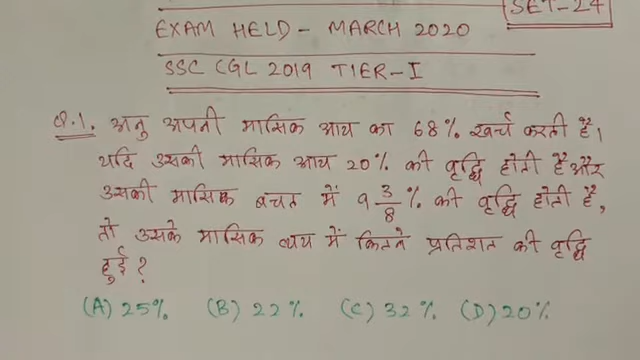 SET-24
EXAM HELD - MARCH 2020
SSC CGL 2019 TIER-I
Q.1. अनु अपनी मासिक आय का 68% खर्च करती है।
यदि उसकी मासिक आय 20% की वृद्धि होती है और
उसकी मासिक बचत में 9 3/8 % की वृद्धि होती है,
तो उसके मासिक व्यय में कितने प्रतिशत की वृद्धि
हुई?
(A) 25%. (B) 22%. (C) 32%. (D) 20%.